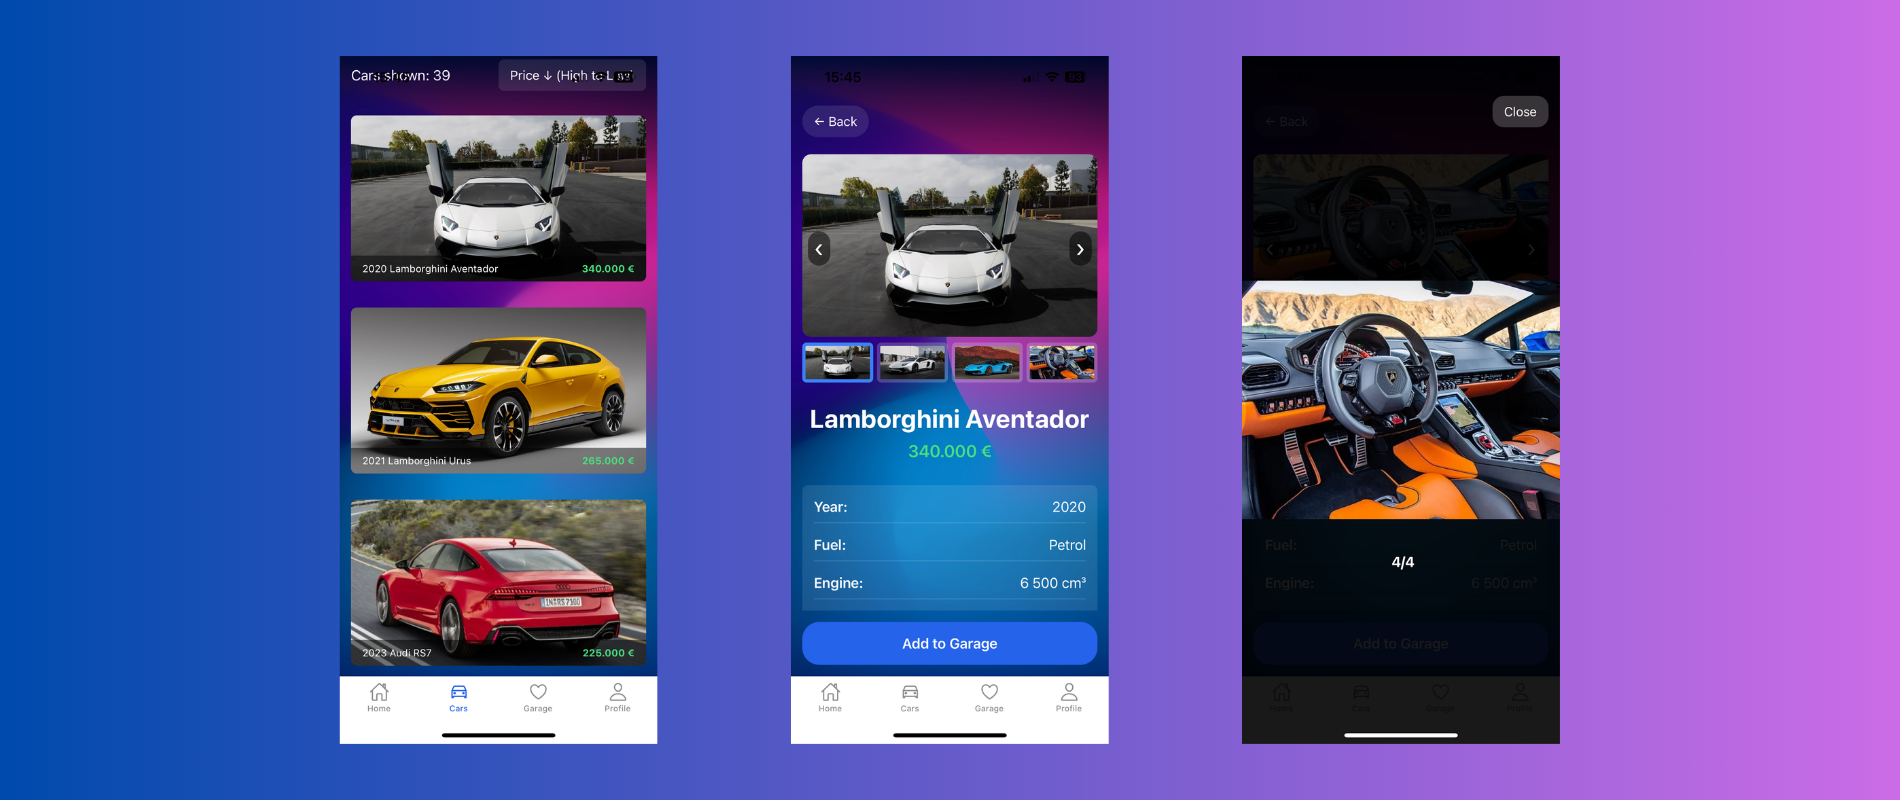 Cars shown: 39
Price ↓ (High to Low)
2020 Lamborghini Aventador
340.000 €
2021 Lamborghini Urus
265.000 €
2023 Audi RS7
225.000 €
Home
Cars
Garage
Profile
15:45
93
← Back
Lamborghini Aventador
340.000 €
Year:
2020
Fuel:
Petrol
Engine:
6 500 cm³
Add to Garage
Home
Cars
Garage
Profile
Close
← Back
4/4
Fuel:
Petrol
Engine:
6 500 cm³
Add to Garage
Home
Cars
Garage
Profile